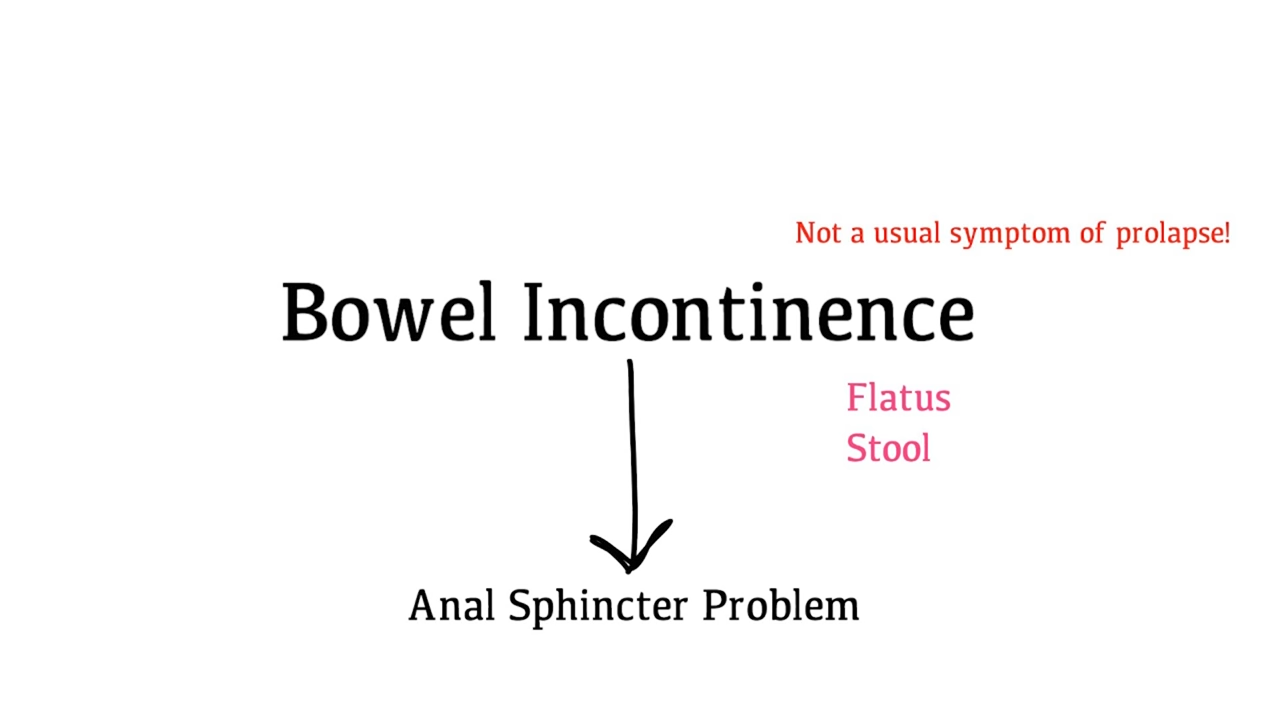 Not a usual symptom of prolapse!
Bowel Incontinence
Flatus
Stool
Anal Sphincter Problem